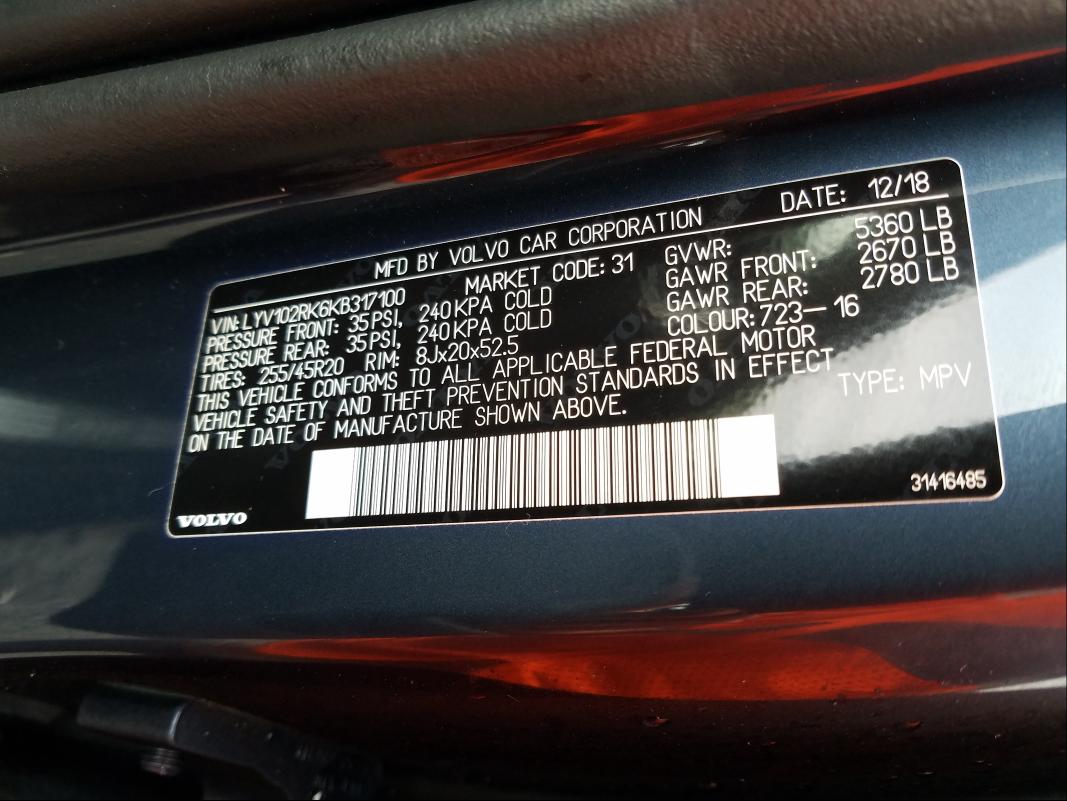 MFD BY VOLVO CAR CORPORATION DATE: 12/18
VIN: LYV102RK6KB317100 MARKET CODE: 31 GVWR: 5360 LB
PRESSURE FRONT: 35 PSI, 240 KPA COLD GAWR FRONT: 2670 LB
PRESSURE REAR: 35 PSI, 240 KPA COLD GAWR REAR: 2780 LB
TIRES: 255/45R20 RIM: 8Jx20x52.5 COLOUR: 723-16
THIS VEHICLE CONFORMS TO ALL APPLICABLE FEDERAL MOTOR
VEHICLE SAFETY AND THEFT PREVENTION STANDARDS IN EFFECT
ON THE DATE OF MANUFACTURE SHOWN ABOVE. TYPE: MPV
31416485
VOLVO